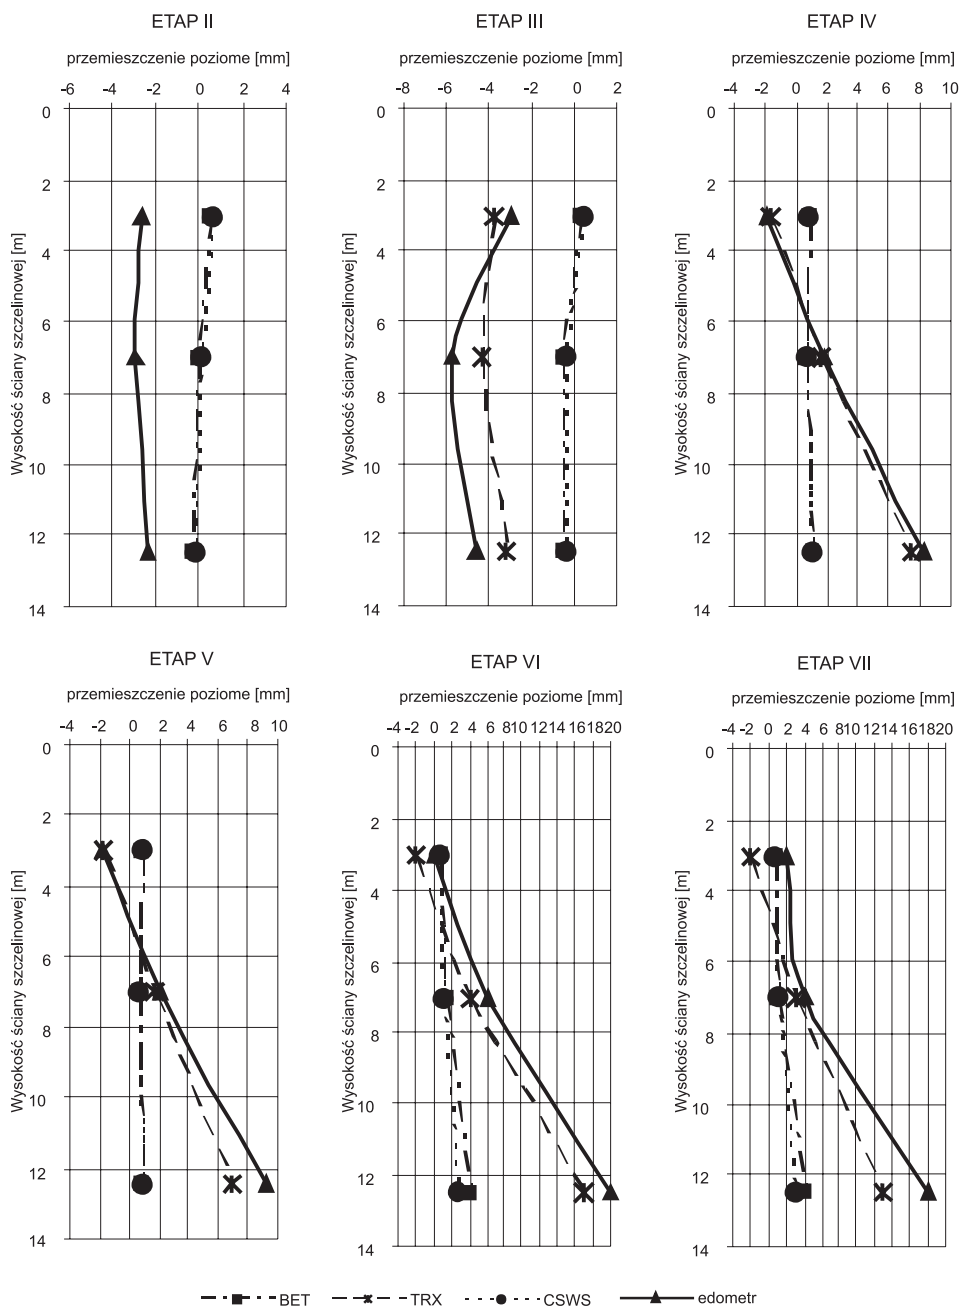 ETAP II ETAP III ETAP IV
przemieszczenie poziome [mm] przemieszczenie poziome [mm] przemieszczenie poziome [mm]
-6 -4 -2 0 2 4 -8 -6 -4 -2 0 2 -4 -2 0 2 4 6 8 10
0 0 0
2 2 2
4 4 4
6 6 6
8 8 8
10 10 10
12 12 12
14 14 14
Wysokość ściany szczelinowej [m] Wysokość ściany szczelinowej [m] Wysokość ściany szczelinowej [m]
ETAP V ETAP VI ETAP VII
przemieszczenie poziome [mm] przemieszczenie poziome [mm] przemieszczenie poziome [mm]
-4 -2 0 2 4 6 8 10 -4 -2 0 2 4 6 8 10 12 14 16 18 20 -4 -2 0 2 4 6 8 10 12 14 16 18 20
0 0 0
2 2 2
4 4 4
6 6 6
8 8 8
10 10 10
12 12 12
14 14 14
Wysokość ściany szczelinowej [m] Wysokość ściany szczelinowej [m] Wysokość ściany szczelinowej [m]
BET TRX CSWS edometr